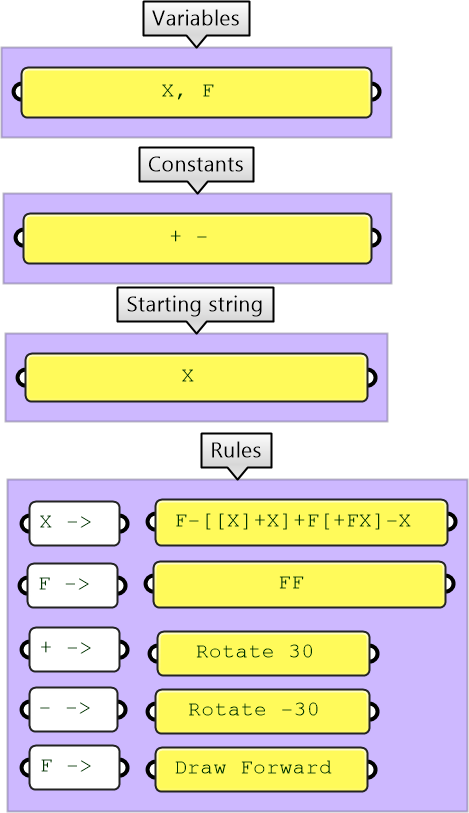 Variables
X, F
Constants
+ -
Starting string
X
Rules
X -> F-[[X]+X]+F[+FX]-X
F -> FF
+ -> Rotate 30
- -> Rotate -30
F -> Draw Forward